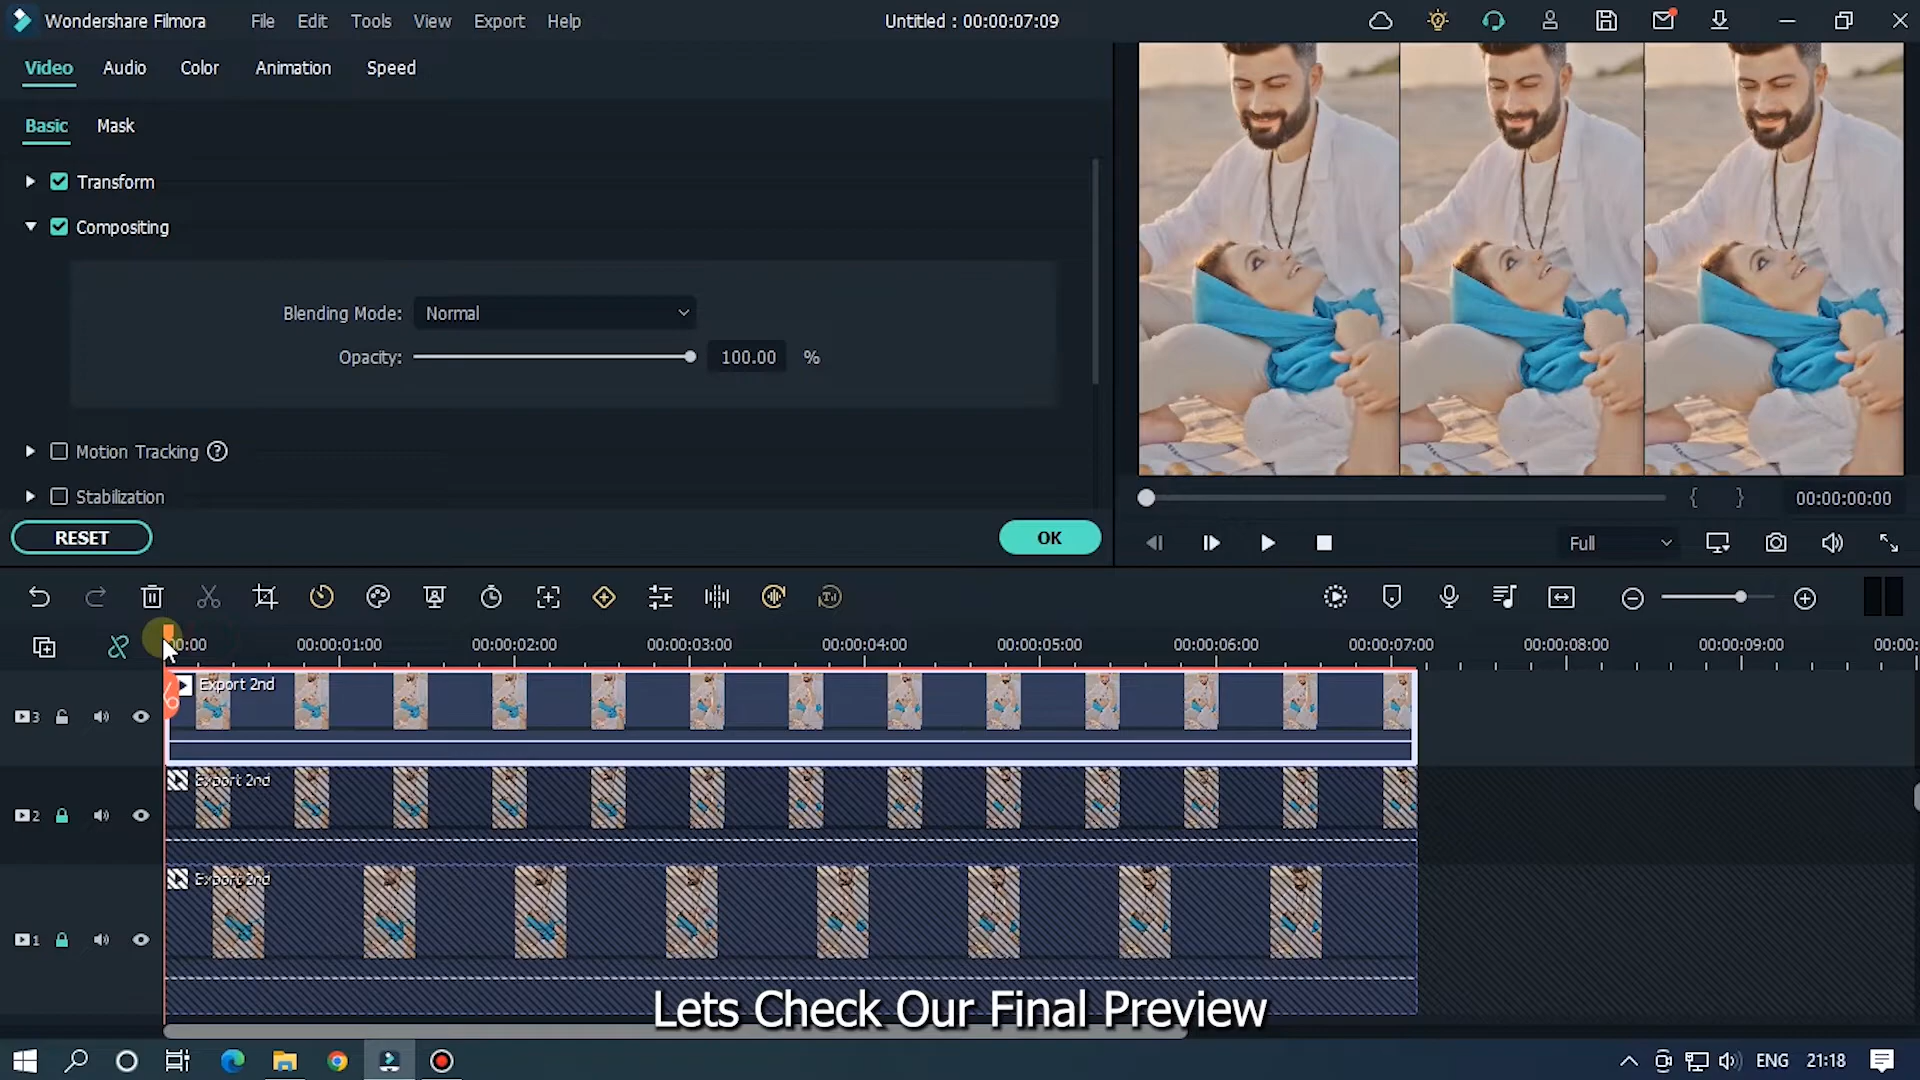 Wondershare Filmora File Edit Tools View Export Help Untitled : 00:00:07:09
Video Audio Color Animation Speed
Basic Mask
Transform
Compositing
Blending Mode: Normal
Opacity: 100.00 %
Motion Tracking ?
Stabilization
RESET OK
00:00:00:00
Full
00:00 00:00:01:00 00:00:02:00 00:00:03:00 00:00:04:00 00:00:05:00 00:00:06:00 00:00:07:00 00:00:08:00 00:00:09:00 00:00:
3 Export 2nd
2 Export 2nd
1 Export 2nd
Lets Check Our Final Preview
ENG 21:18